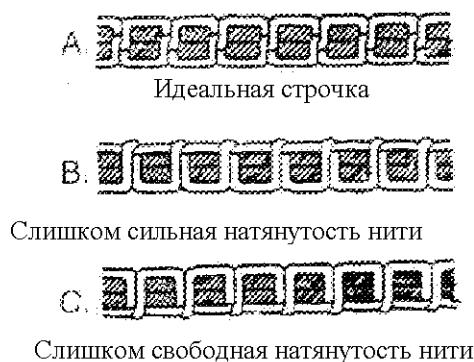 A.
Идеальная строчка
B.
Слишком сильная натянутость нити
C.
Слишком свободная натянутость нити